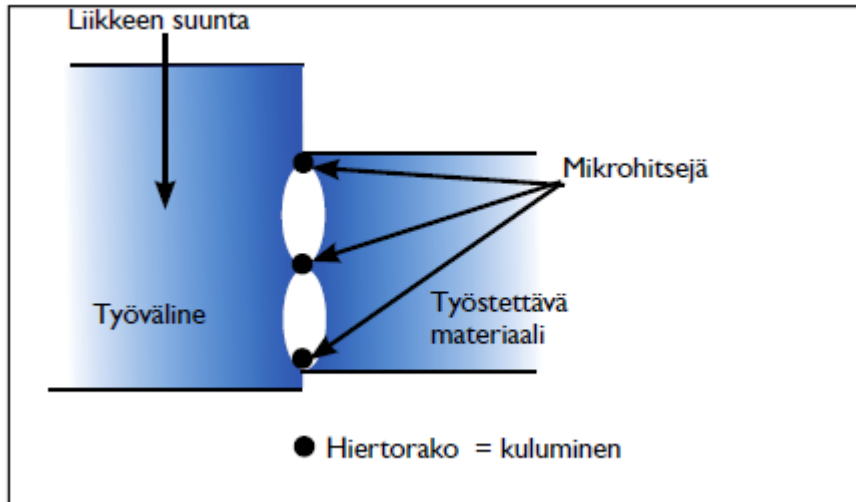 Liikkeen suunta
Mikrohitsejä
Työväline
Työstettävä
materiaali
Hiertorako = kuluminen